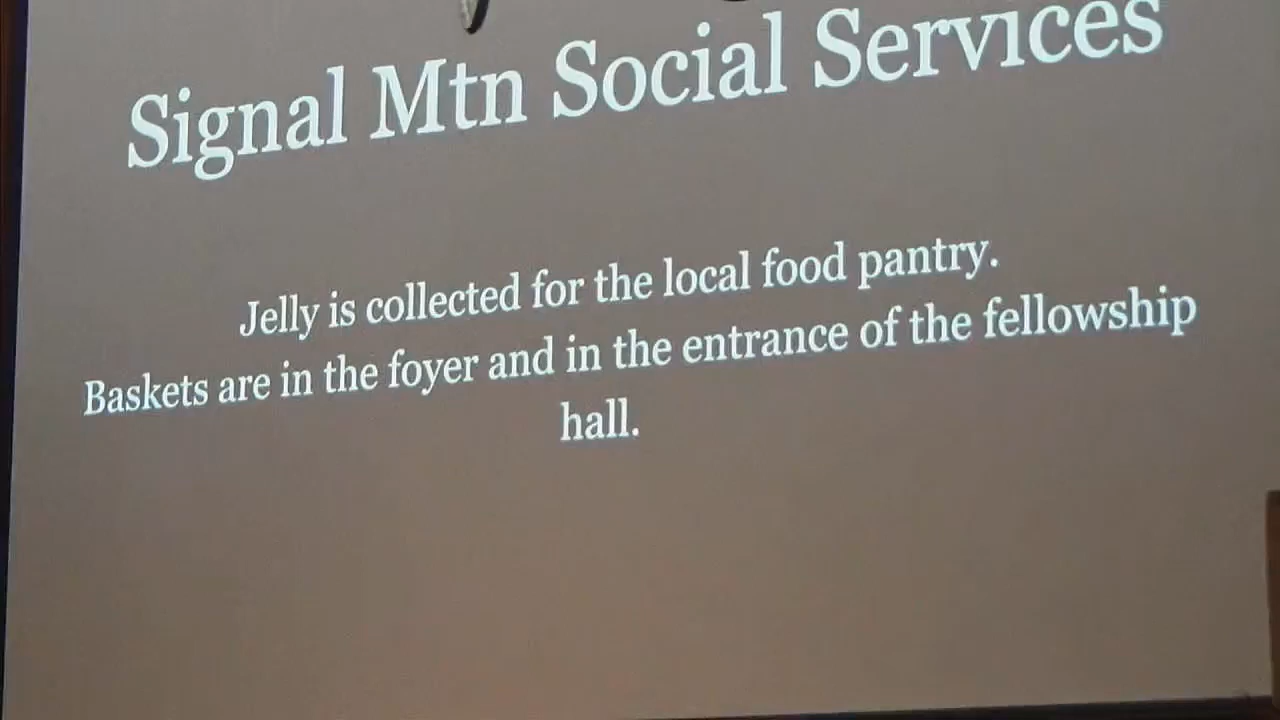 Signal Mtn Social Services
Jelly is collected for the local food pantry.
Baskets are in the foyer and in the entrance of the fellowship
hall.